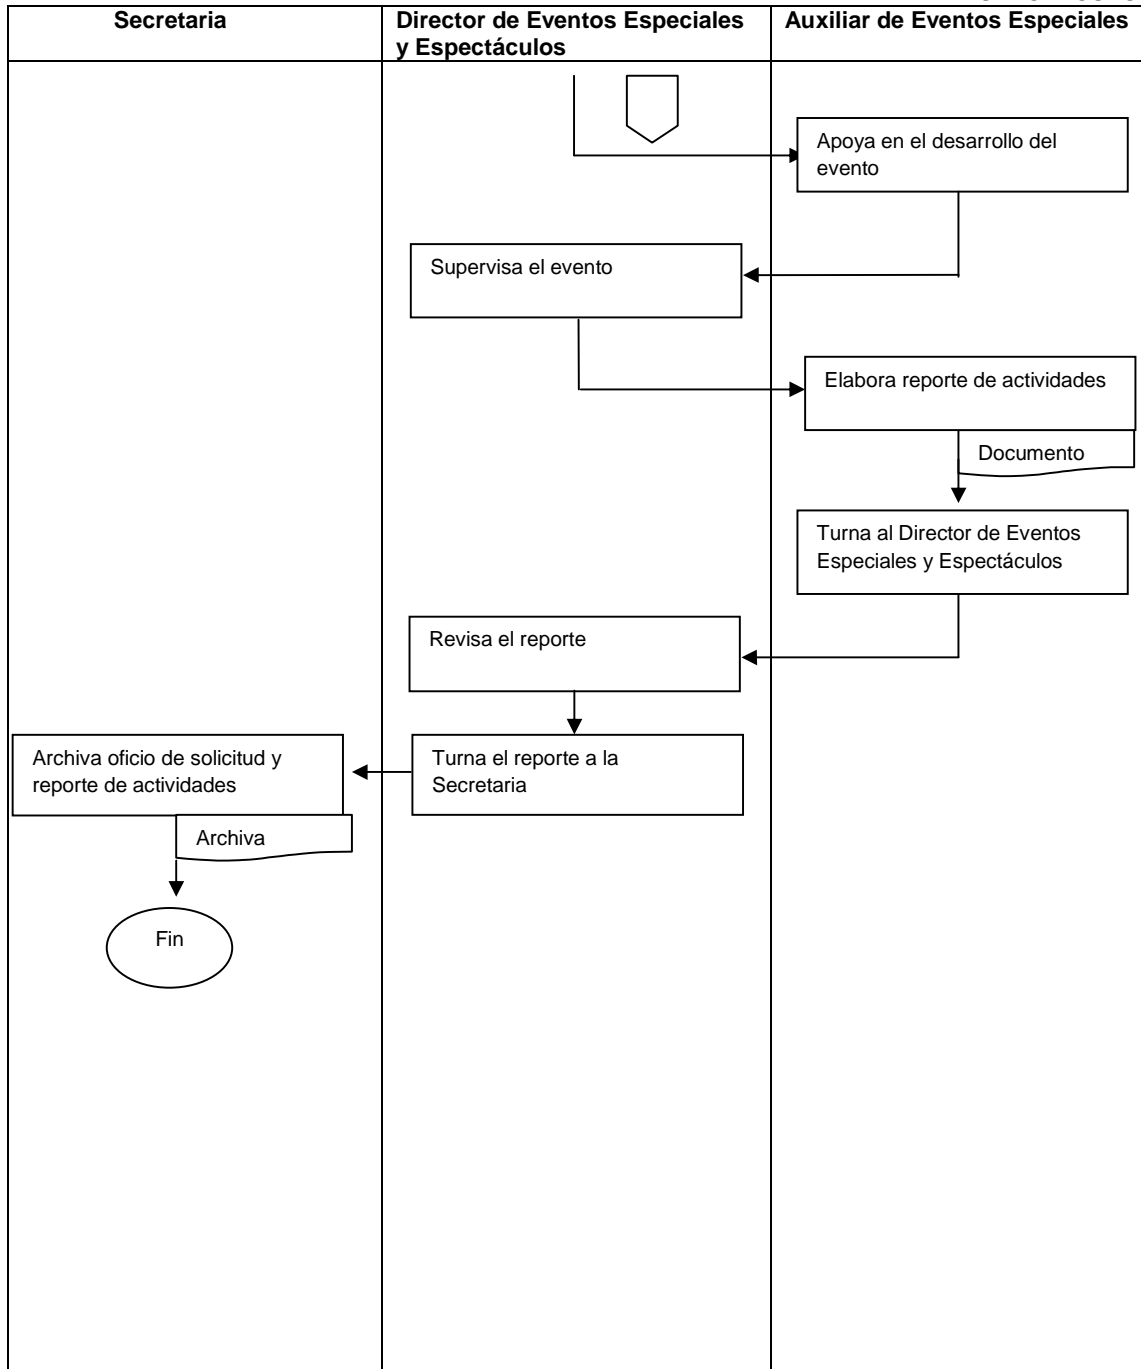 Secretaria
Director de Eventos Especiales
y Espectáculos
Auxiliar de Eventos Especiales
Apoya en el desarrollo del
evento
Supervisa el evento
Elabora reporte de actividades
Documento
Turna al Director de Eventos
Especiales y Espectáculos
Revisa el reporte
Turna el reporte a la
Secretaria
Archiva oficio de solicitud y
reporte de actividades
Archiva
Fin